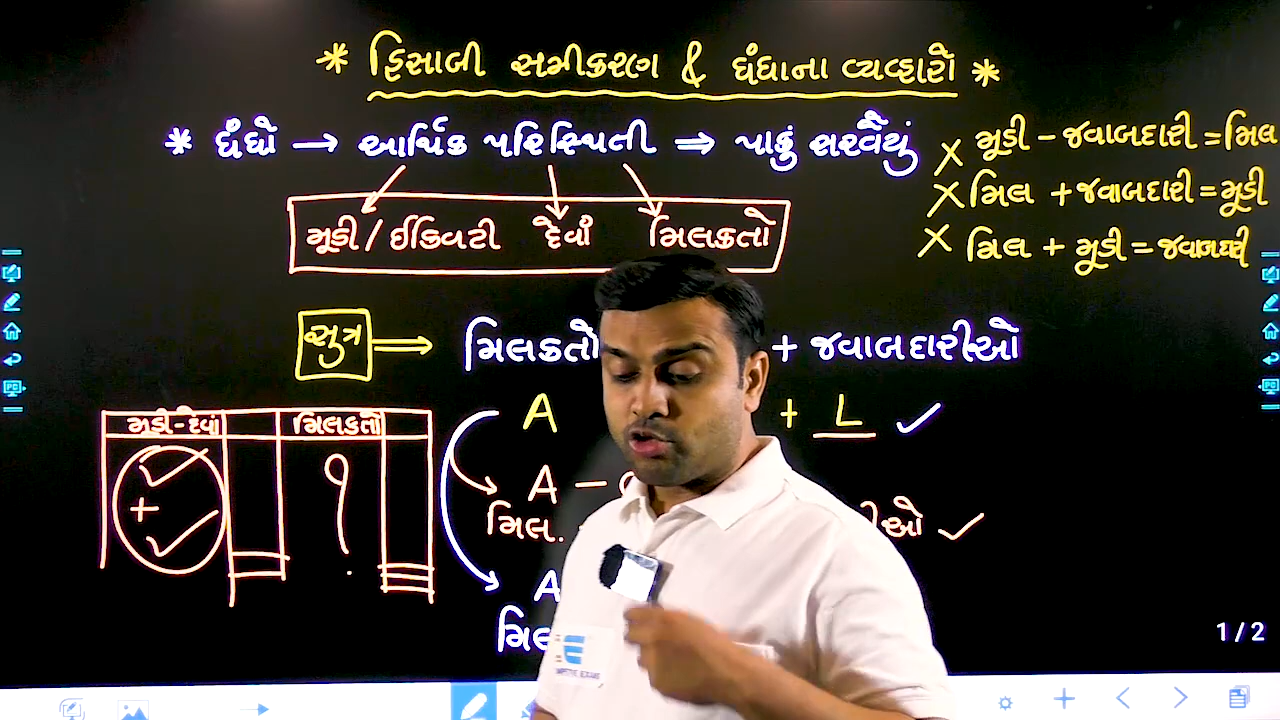 * હિસાબી સમીકરણ & ધંધાના વ્યવ્હારો *
* ધંધો → આર્થિક પરિસ્થિતી ⇒ પાકું સરવૈયું
મૂડી / ઈક્વિટી દેવાં મિલકતો
× મૂડી - જવાબદારી = મિલ
× મિલ + જવાબદારી = મૂડી
× મિલ + મૂડી = જવાબદારી
સુત્ર → મિલકતો + જવાબદારીઓ
A + L ✓
મૂડી - દેવાં મિલકતો
✓ + ✓ ?
A -
મિલ. ઓ ✓
A
મિલ
1 / 2